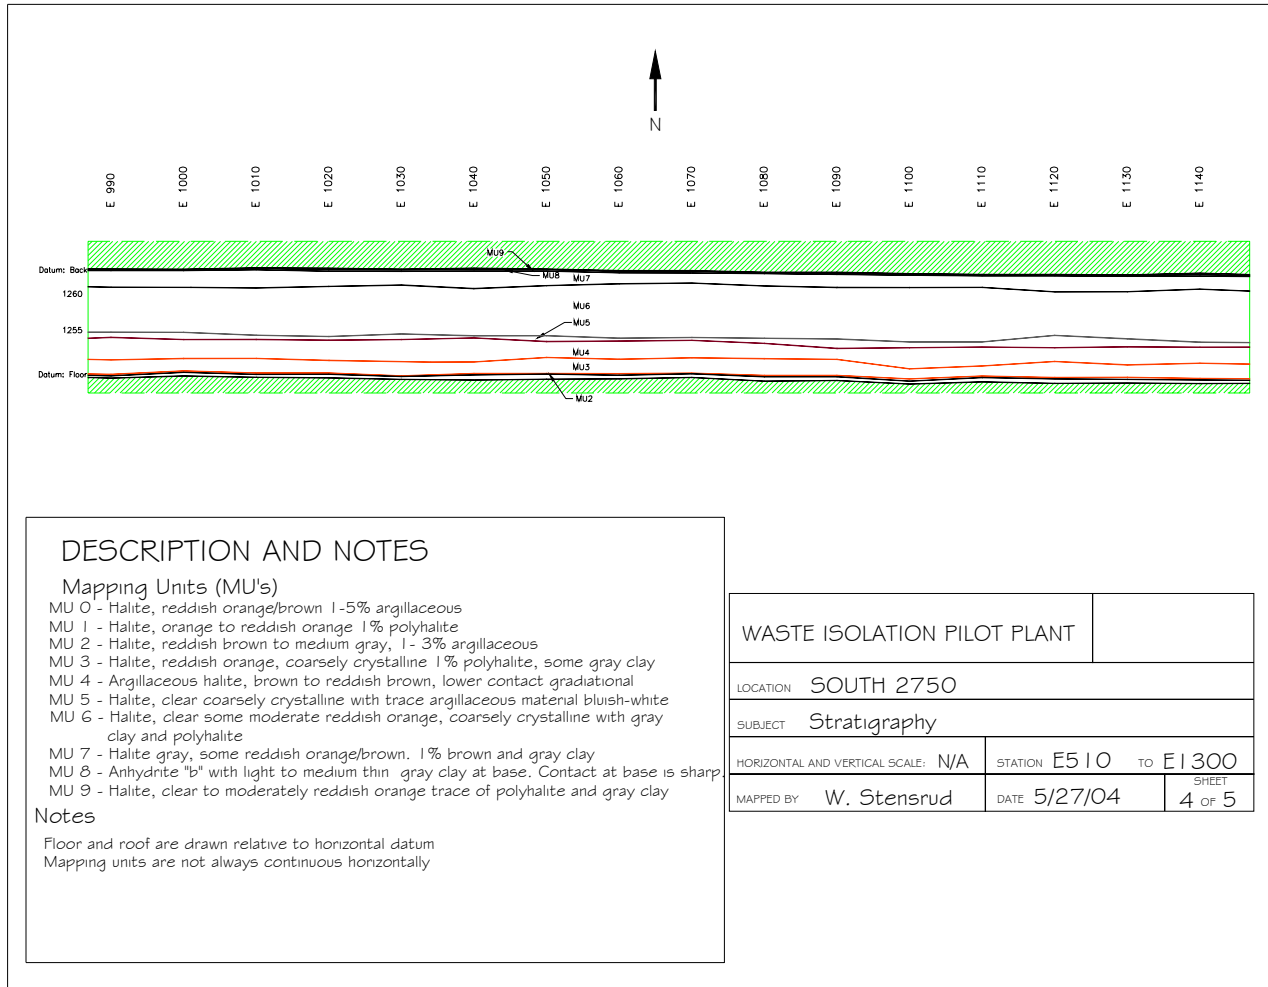 N
E 990
E 1000
E 1010
E 1020
E 1030
E 1040
E 1050
E 1060
E 1070
E 1080
E 1090
E 1100
E 1110
E 1120
E 1130
E 1140
MU9
Datum: Back
MU8
MU7
1260
MU6
MU5
1255
MU4
MU3
Datum: Floor
MU2
DESCRIPTION AND NOTES
Mapping Units (MU's)
MU 0 - Halite, reddish orange/brown 1-5% argillaceous
MU 1 - Halite, orange to reddish orange 1% polyhalite
MU 2 - Halite, reddish brown to medium gray, 1- 3% argillaceous
MU 3 - Halite, reddish orange, coarsely crystalline 1% polyhalite, some gray clay
MU 4 - Argillaceous halite, brown to reddish brown, lower contact gradiational
MU 5 - Halite, clear coarsely crystalline with trace argillaceous material bluish-white
MU 6 - Halite, clear some moderate reddish orange, coarsely crystalline with gray
clay and polyhalite
MU 7 - Halite gray, some reddish orange/brown. 1% brown and gray clay
MU 8 - Anhydrite "b" with light to medium thin gray clay at base. Contact at base is sharp.
MU 9 - Halite, clear to moderately reddish orange trace of polyhalite and gray clay
Notes
Floor and roof are drawn relative to horizontal datum
Mapping units are not always continuous horizontally
WASTE ISOLATION PILOT PLANT
LOCATION SOUTH 2750
SUBJECT Stratigraphy
HORIZONTAL AND VERTICAL SCALE: N/A
STATION E510 TO E1300
MAPPED BY W. Stensrud
DATE 5/27/04
SHEET
4 OF 5